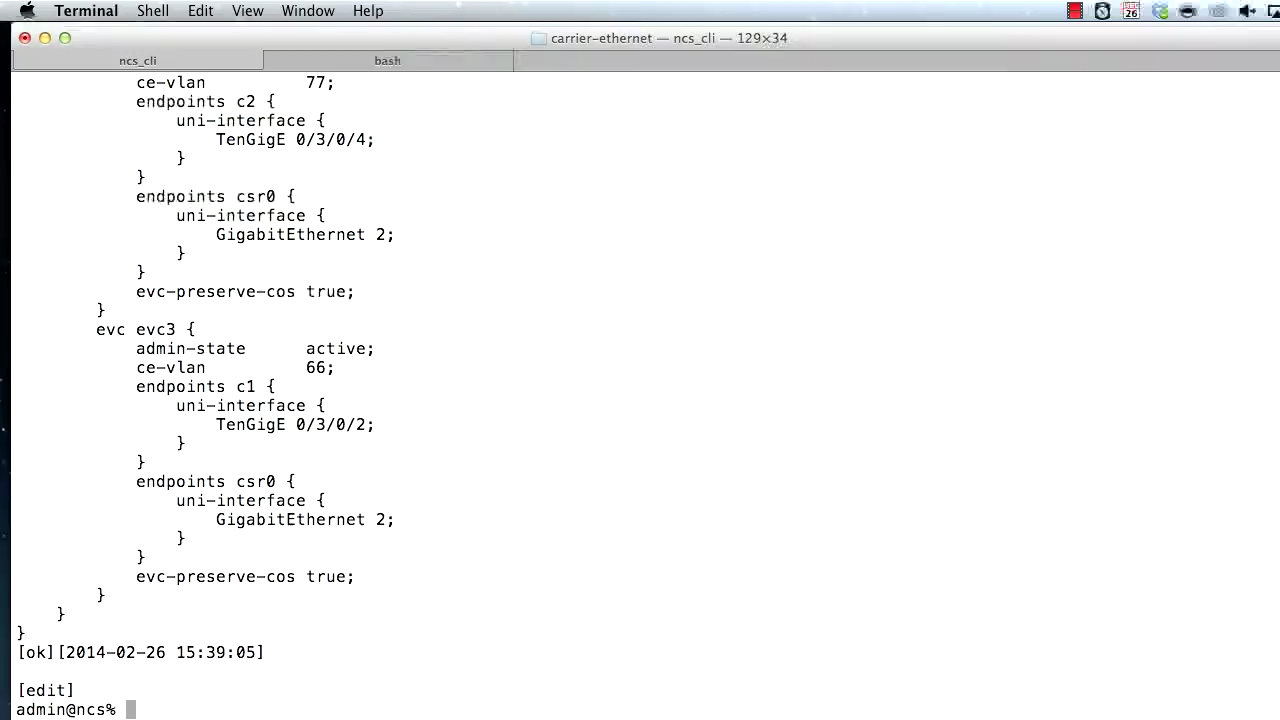 Terminal Shell Edit View Window Help 26
carrier-ethernet — ncs_cli — 129×34
ncs_cli bash
ce-vlan 77;
endpoints c2 {
uni-interface {
TenGigE 0/3/0/4;
}
}
endpoints csr0 {
uni-interface {
GigabitEthernet 2;
}
}
evc-preserve-cos true;
}
evc evc3 {
admin-state active;
ce-vlan 66;
endpoints c1 {
uni-interface {
TenGigE 0/3/0/2;
}
}
endpoints csr0 {
uni-interface {
GigabitEthernet 2;
}
}
evc-preserve-cos true;
}
}
}
[ok][2014-02-26 15:39:05]
[edit]
admin@ncs%